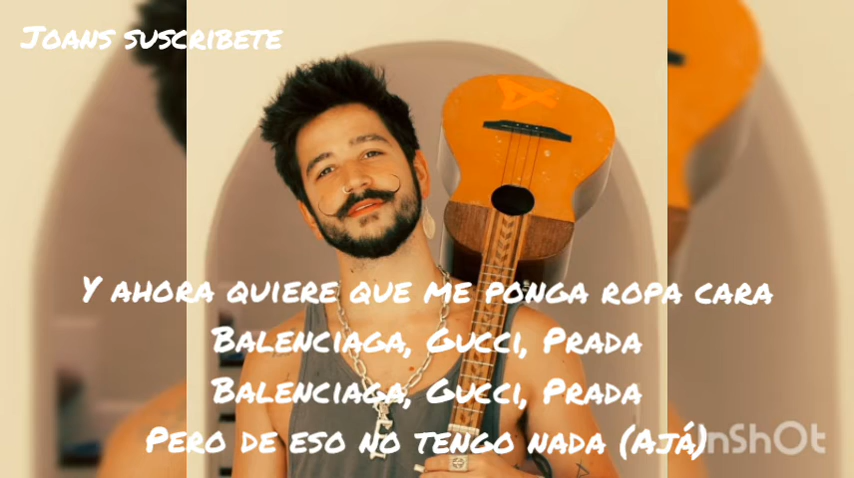 Joans suscribete
Y ahora quiere que me ponga ropa cara
Balenciaga, Gucci, Prada
Balenciaga, Gucci, Prada
Pero de eso no tengo nada (Ajá)
InShOt